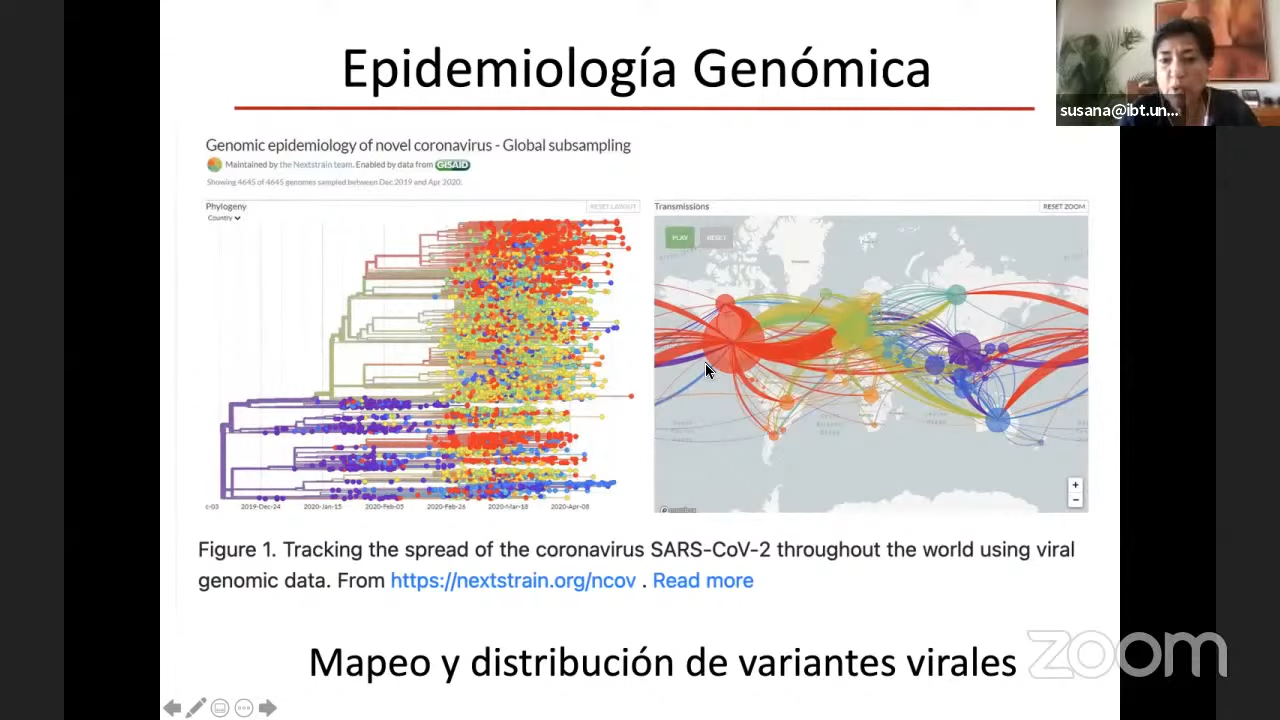 Epidemiología Genómica
susana@ibt.un...
Genomic epidemiology of novel coronavirus - Global subsampling
Maintained by the Nextstrain team. Enabled by data from GISAID
Showing 4645 of 4645 genomes sampled between Dec 2019 and Apr 2020.
Phylogeny
RESET LAYOUT
Transmissions
RESET ZOOM
Country
PLAY
RESET
+
−
c-03 2019-Dec-24 2020-Jan-15 2020-Feb-05 2020-Feb-26 2020-Mar-18 2020-Apr-08
Figure 1. Tracking the spread of the coronavirus SARS-CoV-2 throughout the world using viral
genomic data. From https://nextstrain.org/ncov . Read more
Mapeo y distribución de variantes virales
zoom